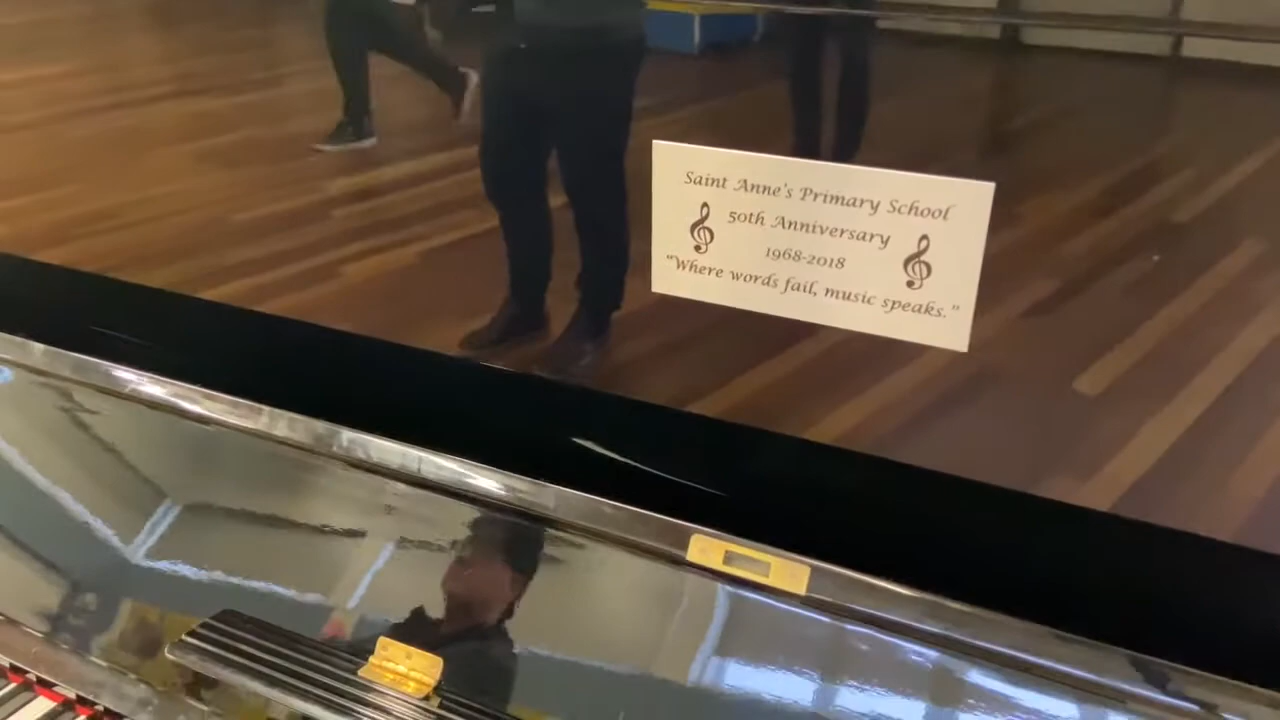 Saint Anne's Primary School
50th Anniversary
1968-2018
"Where words fail, music speaks."